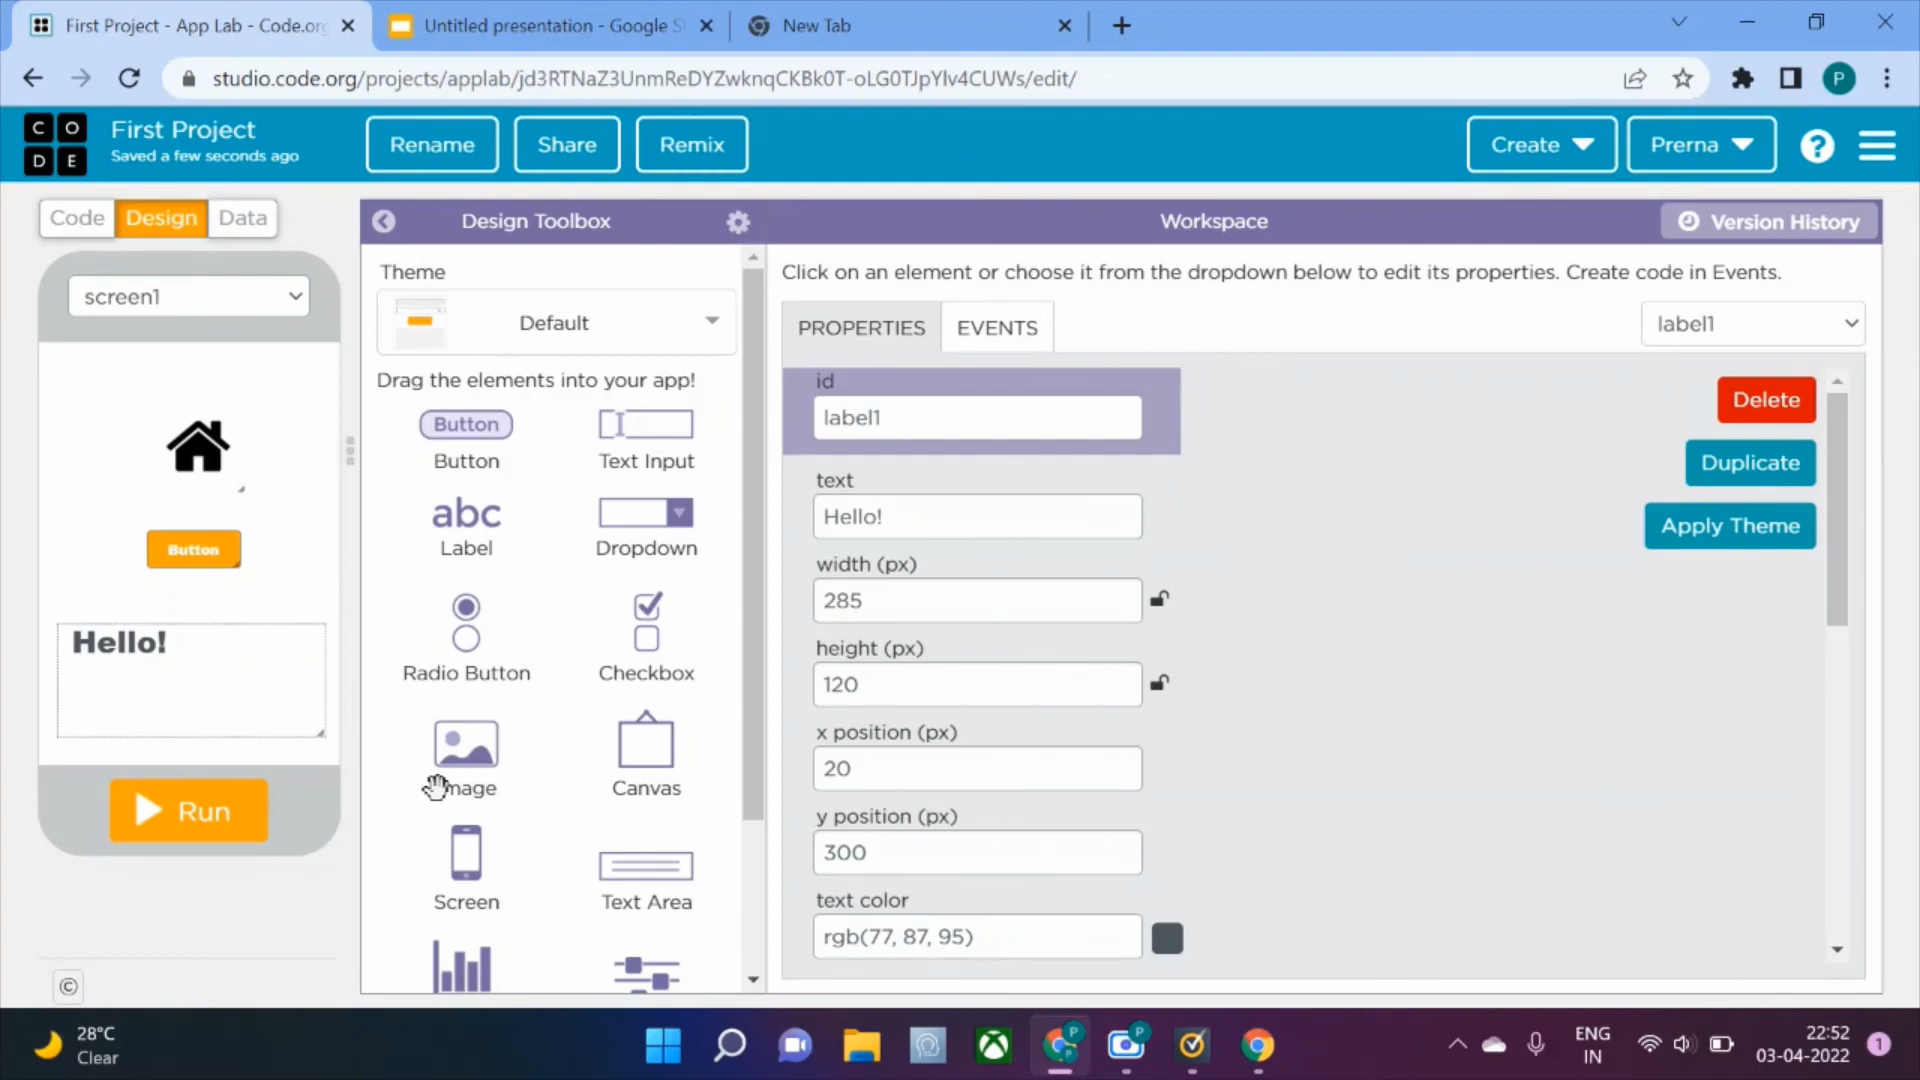 First Project - App Lab - Code.org
Untitled presentation - Google Sl
New Tab
studio.code.org/projects/applab/jd3RTNaZ3UnmReDYZwknqCKBk0T-oLG0TJpYlv4CUWs/edit/
P
CO
DE
First Project
Saved a few seconds ago
Rename
Share
Remix
Create
Prerna
?
Code
Design
Data
Design Toolbox
Workspace
Version History
screen1
Theme
Default
Drag the elements into your app!
Button
Button
Text Input
abc
Label
Dropdown
Radio Button
Checkbox
Image
Canvas
Screen
Text Area
Button
Hello!
Run
©
Click on an element or choose it from the dropdown below to edit its properties. Create code in Events.
PROPERTIES
EVENTS
label1
id
label1
Delete
Duplicate
Apply Theme
text
Hello!
width (px)
285
height (px)
120
x position (px)
20
y position (px)
300
text color
rgb(77, 87, 95)
28°C
Clear
P
P
P
ENG
IN
22:52
03-04-2022
1